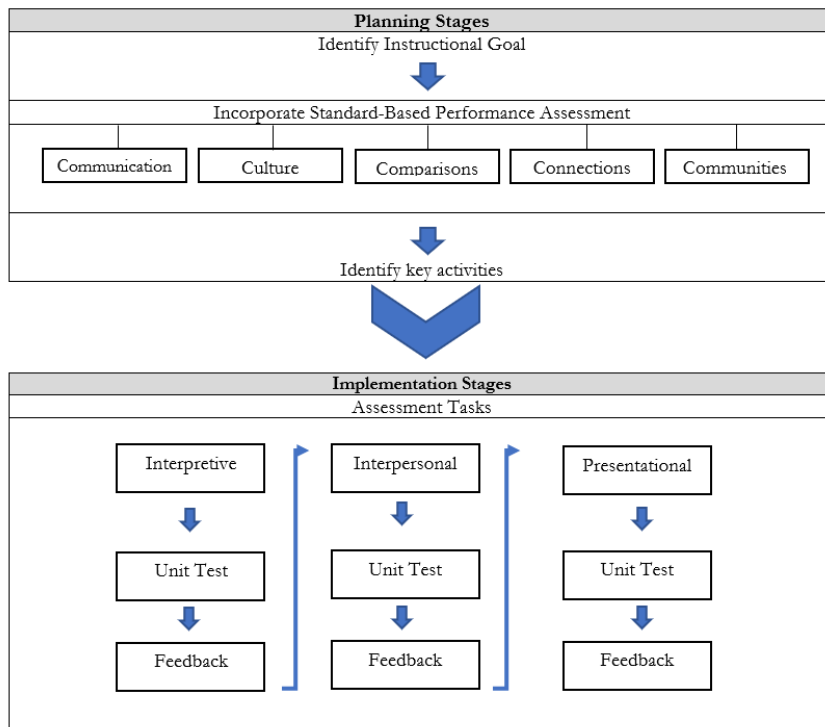 Planning Stages
Identify Instructional Goal
Incorporate Standard-Based Performance Assessment
Communication
Culture
Comparisons
Connections
Communities
Identify key activities
Implementation Stages
Assessment Tasks
Interpretive
Interpersonal
Presentational
Unit Test
Unit Test
Unit Test
Feedback
Feedback
Feedback